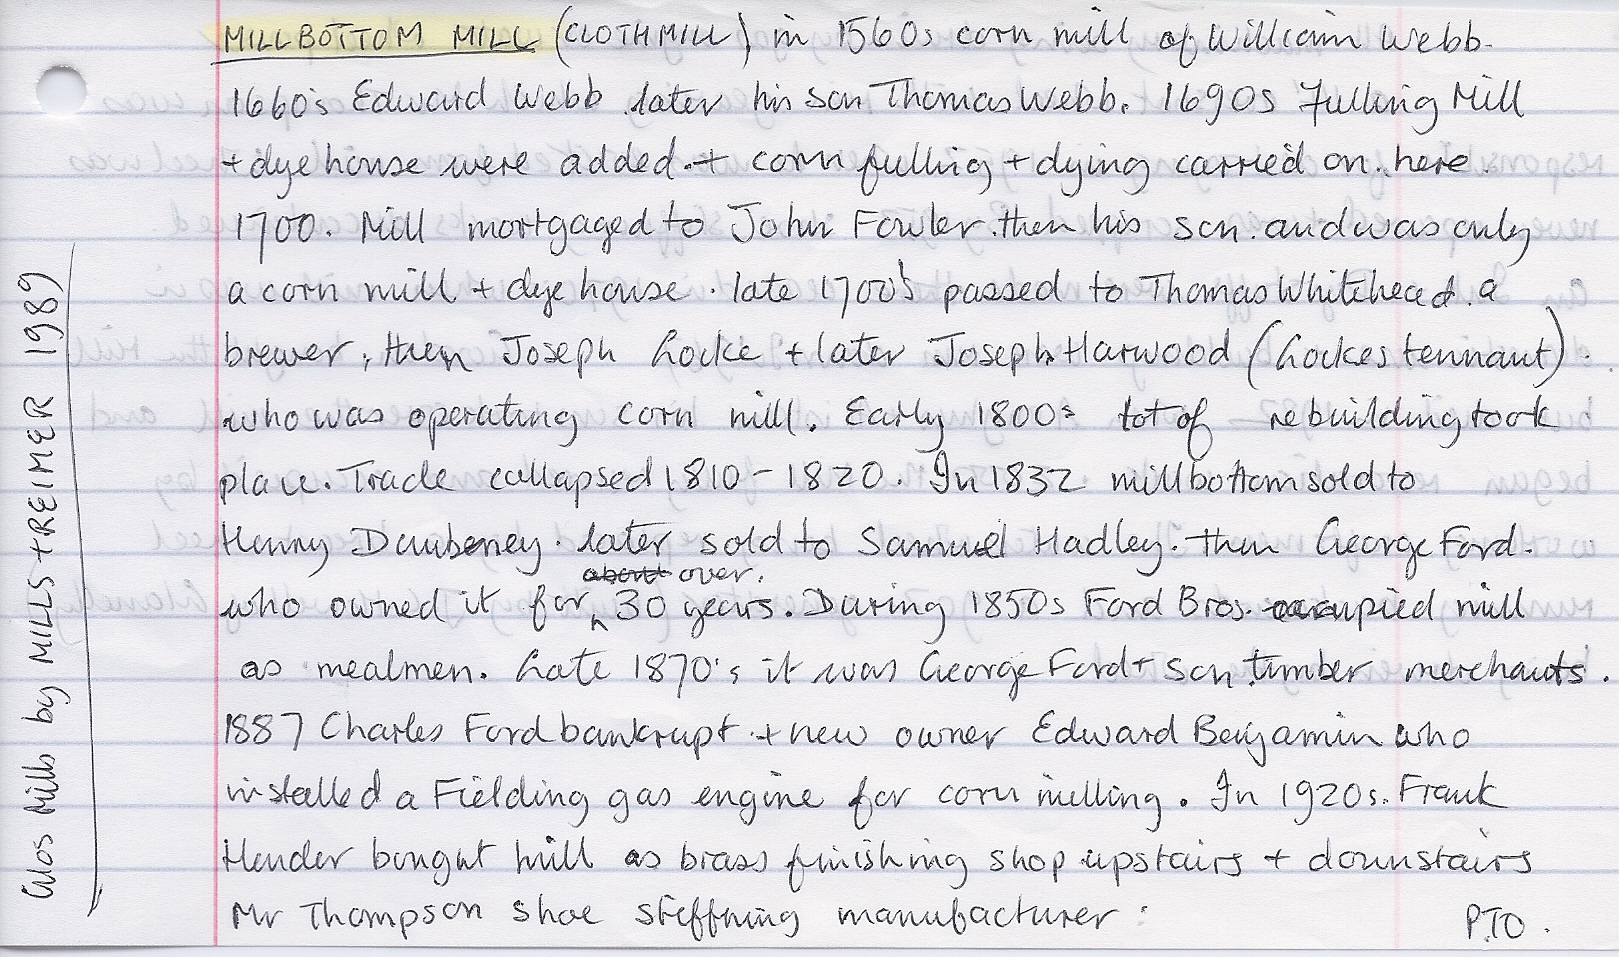 MILLBOTTOM MILL (CLOTHMILL) in 1560s corn mill of William Webb.
1660's Edward Webb later his son Thomas Webb. 1690s Fulling Mill
+ dye house were added. + corn fulling + dying carried on. here.
1700. Mill mortgaged to John Fowler. then his son. and was only
a corn mill + dye house. late 1700's passed to Thomas Whitehead. a
brewer, then Joseph Locke + later Joseph Harwood (Lockes tennant).
who was operating corn mill. Early 1800s lot of rebuilding took
place. Trade collapsed 1810 - 1820. In 1832 millbottom sold to
Henny Daubeney. later sold to Samuel Hadley. then George Ford.
about over.
who owned it for 30 years. During 1850s Ford Bros. occupied mill
as mealmen. Late 1870's it was George Ford + Son timber merchants.
1887 Charles Ford bankrupt + new owner Edward Benjamin who
installed a Fielding gas engine for corn milling. In 1920s. Frank
Hender bought mill as brass finishing shop upstairs + downstairs
Mr Thompson shoe stiffning manufacturer:
P.T.O.
Glos Mills by MILLS + REIMER 1989